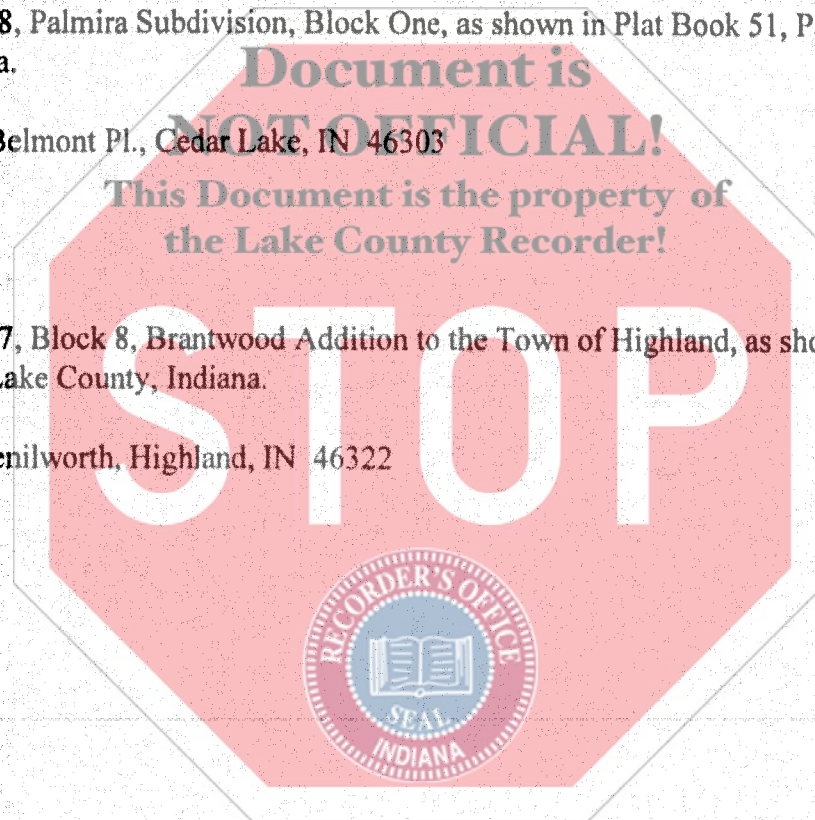 8, Palmira Subdivision, Block One, as shown in Plat Book 51, P
a.
Document is
NOT OFFICIAL!
Belmont Pl., Cedar Lake, IN 46303
This Document is the property of
the Lake County Recorder!
7, Block 8, Brantwood Addition to the Town of Highland, as sho
Lake County, Indiana.
STOP
enilworth, Highland, IN 46322
RECORDER'S OFFICE
SEAL
INDIANA